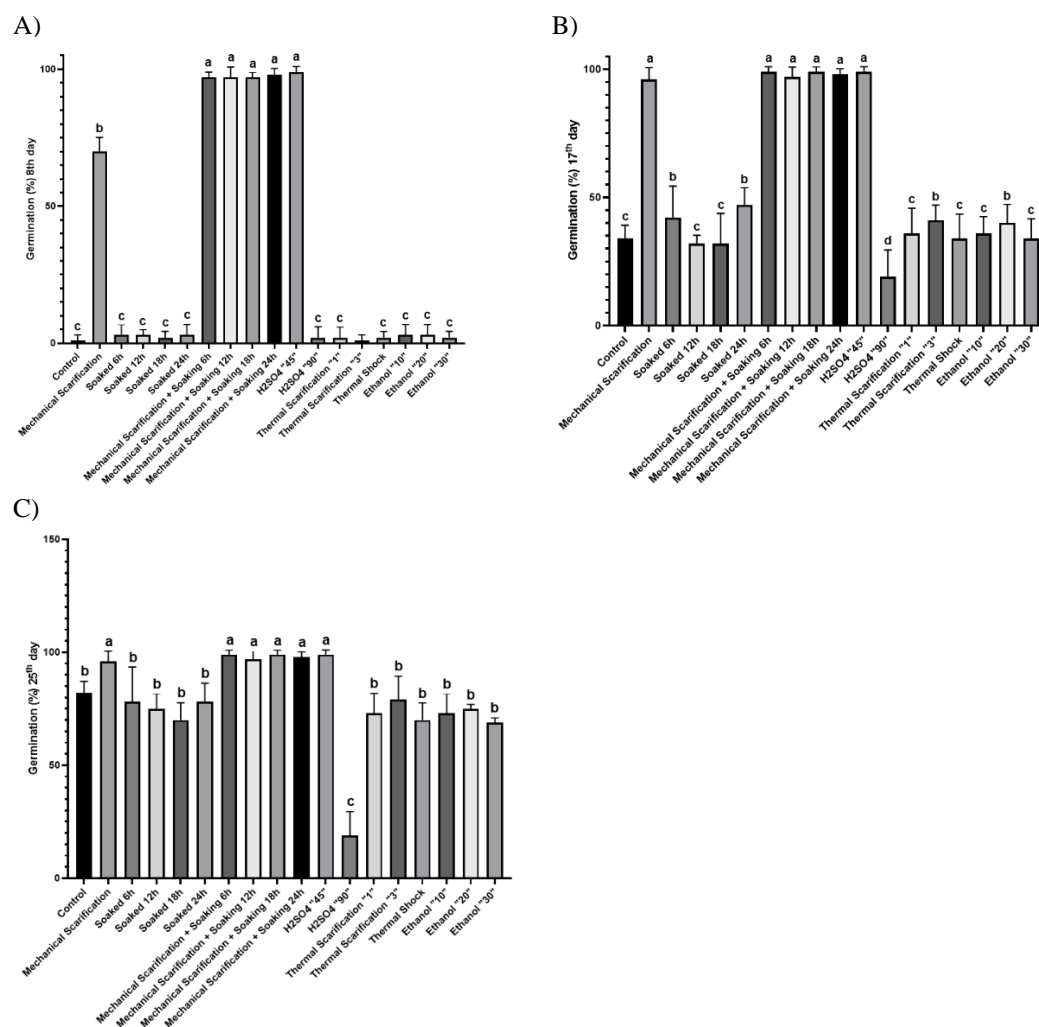 A)
Germination (%) 8th day
100
50
0
c
b
c
c
c
c
a
a
a
a
a
c
c
c
c
c
c
Control
Mechanical Scarification
Soaked 6h
Soaked 12h
Soaked 18h
Soaked 24h
Mechanical Scarification + Soaking 6h
Mechanical Scarification + Soaking 12h
Mechanical Scarification + Soaking 18h
Mechanical Scarification + Soaking 24h
H2SO4 "45"
H2SO4 "90"
Thermal Scarification "1"
Thermal Scarification "3"
Thermal Shock
Ethanol "10"
Ethanol "20"
Ethanol "30"
B)
Germination (%) 17th day
100
50
0
c
a
b
c
c
b
a
a
a
a
a
d
c
b
c
c
b
c
Control
Mechanical Scarification
Soaked 6h
Soaked 12h
Soaked 18h
Soaked 24h
Mechanical Scarification + Soaking 6h
Mechanical Scarification + Soaking 12h
Mechanical Scarification + Soaking 18h
Mechanical Scarification + Soaking 24h
H2SO4 "45"
H2SO4 "90"
Thermal Scarification "1"
Thermal Scarification "3"
Thermal Shock
Ethanol "10"
Ethanol "20"
Ethanol "30"
C)
Germination (%) 25th day
150
100
50
0
b
a
b
b
b
b
a
a
a
a
a
c
b
b
b
b
b
b
Control
Mechanical Scarification
Soaked 6h
Soaked 12h
Soaked 18h
Soaked 24h
Mechanical Scarification + Soaking 6h
Mechanical Scarification + Soaking 12h
Mechanical Scarification + Soaking 18h
Mechanical Scarification + Soaking 24h
H2SO4 "45"
H2SO4 "90"
Thermal Scarification "1"
Thermal Scarification "3"
Thermal Shock
Ethanol "10"
Ethanol "20"
Ethanol "30"